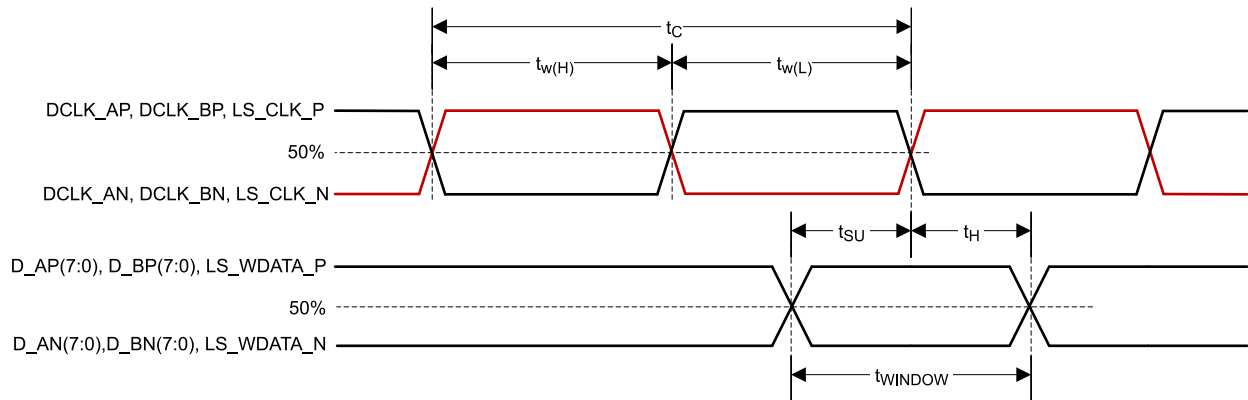 tC
tw(H)
tw(L)
DCLK_AP, DCLK_BP, LS_CLK_P
50%
DCLK_AN, DCLK_BN, LS_CLK_N
tSU
tH
D_AP(7:0), D_BP(7:0), LS_WDATA_P
50%
D_AN(7:0),D_BN(7:0), LS_WDATA_N
tWINDOW